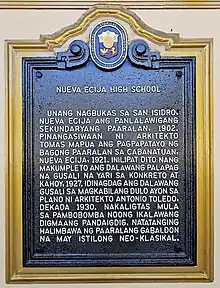 NUEVA ECIJA HIGH SCHOOL
UNANG NAGBUKAS SA SAN ISIDRO,
NUEVA ECIJA ANG PANLALAWIGANG
SEKUNDARYANG PAARALAN, 1902.
PINANGASIWAAN NI ARKITEKTO
TOMAS MAPUA ANG PAGPAPATAYO NG
BAGONG PAARALAN SA CABANATUAN,
NUEVA ECIJA, 1921. INILIPAT DITO NANG
MAKUMPLETO ANG DALAWANG PALAPAG
NA GUSALI NA YARI SA KONKRETO AT
KAHOY, 1927. IDINAGDAG ANG DALAWANG
GUSALI SA MAGKABILANG DULO AYON SA
PLANO NI ARKITEKTO ANTONIO TOLEDO,
DEKADA 1930. NAKALIGTAS MULA
SA PAMBOBOMBA NOONG IKALAWANG
DIGMAANG PANDAIGDIG. NATATANGING
HALIMBAWA NG PAARALANG GABALDON
NA MAY ISTILONG NEO-KLASIKAL.